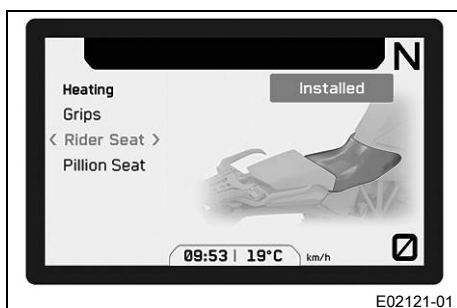 N
Heating
Installed
Grips
< Rider Seat >
Pillion Seat
09:53 | 19°C km/h
0
E02121-01